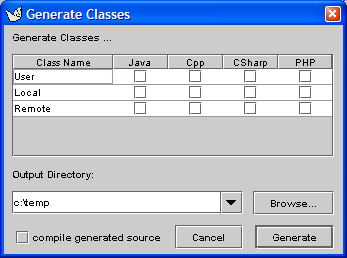 Generate Classes
Generate Classes ...
Class Name Java Cpp CSharp PHP
User
Local
Remote
Output Directory:
c:\temp Browse...
compile generated source Cancel Generate